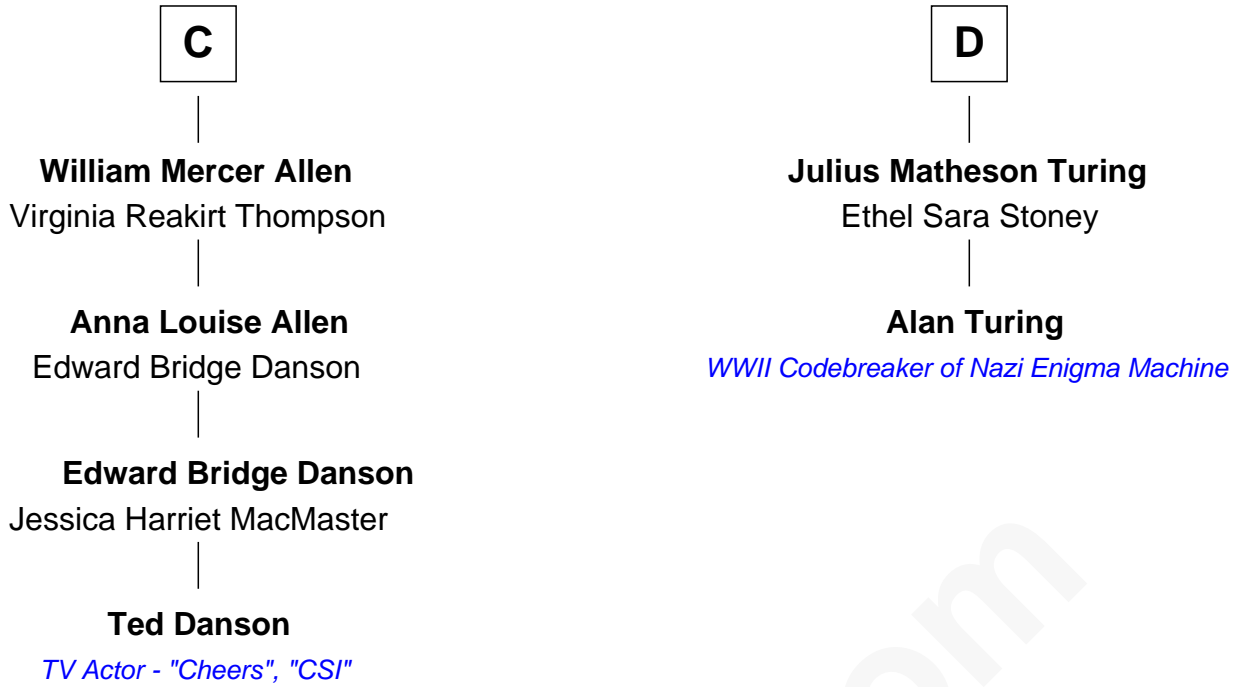 C
William Mercer Allen
Virginia Reakirt Thompson
Anna Louise Allen
Edward Bridge Danson
Edward Bridge Danson
Jessica Harriet MacMaster
Ted Danson
TV Actor - "Cheers", "CSI"
D
Julius Matheson Turing
Ethel Sara Stoney
Alan Turing
WWII Codebreaker of Nazi Enigma Machine
om